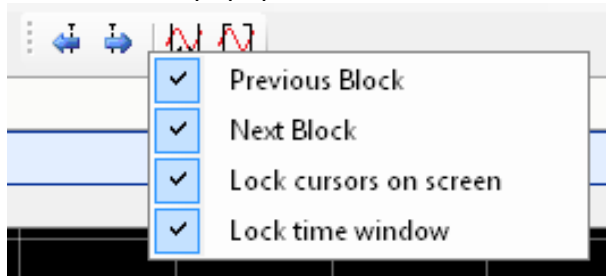 Previous Block
Next Block
Lock cursors on screen
Lock time window